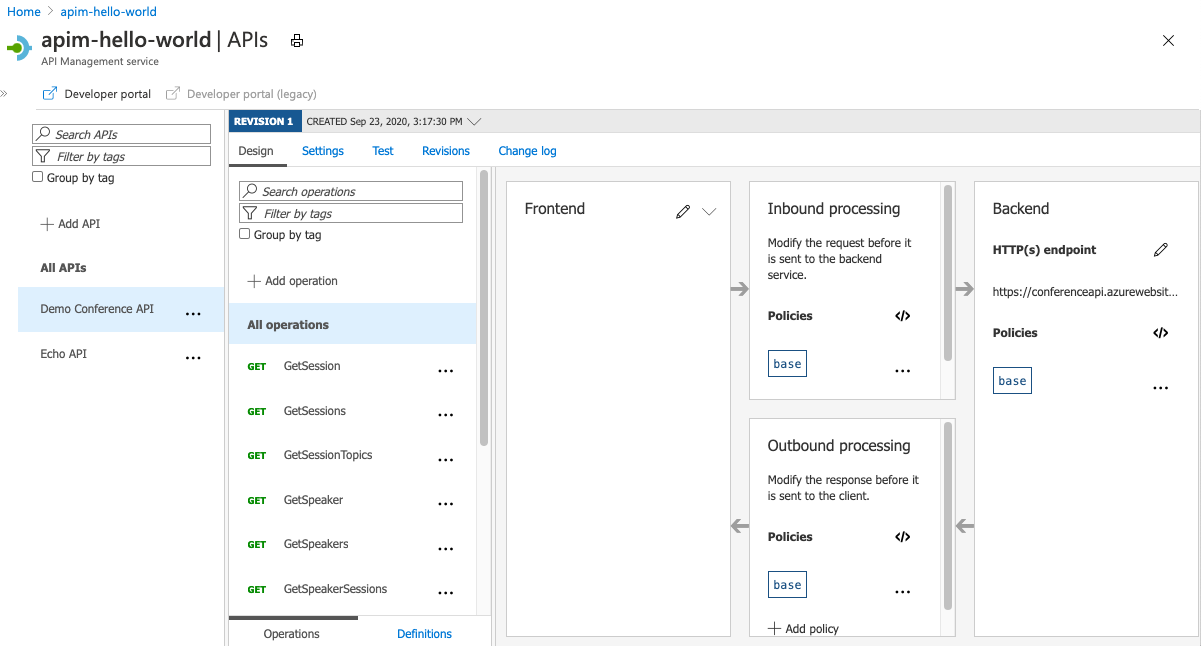 Home > apim-hello-world
apim-hello-world | APIs
API Management service
»
Developer portal
Developer portal (legacy)
Search APIs
Filter by tags
Group by tag
+ Add API
All APIs
Demo Conference API
...
Echo API
...
REVISION 1
CREATED Sep 23, 2020, 3:17:30 PM
Design
Settings
Test
Revisions
Change log
Search operations
Filter by tags
Group by tag
+ Add operation
All operations
GET GetSession ...
GET GetSessions ...
GET GetSessionTopics ...
GET GetSpeaker ...
GET GetSpeakers ...
GET GetSpeakerSessions ...
Operations
Definitions
Frontend
Inbound processing
Modify the request before it
is sent to the backend
service.
Policies </>
base ...
Outbound processing
Modify the response before it
is sent to the client.
Policies </>
base ...
+ Add policy
Backend
HTTP(s) endpoint
https://conferenceapi.azurewebsit...
Policies </>
base ...